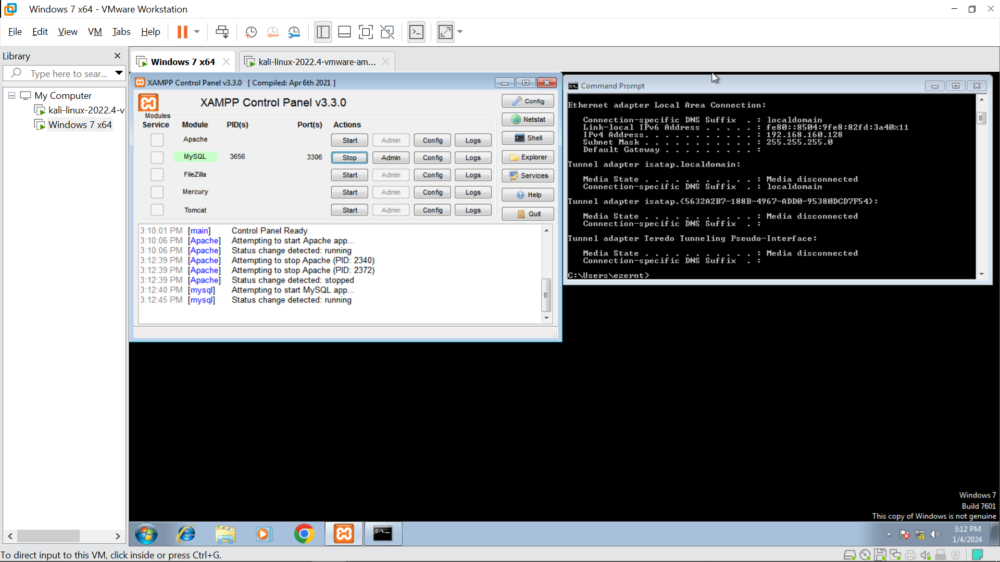 Windows 7 x64 - VMware Workstation
File Edit View VM Tabs Help
Library
Type here to sear...
My Computer
kali-linux-2022.4-v
Windows 7 x64
Windows 7 x64
kali-linux-2022.4-vmware-am...
XAMPP Control Panel v3.3.0 [ Compiled: Apr 6th 2021 ]
XAMPP Control Panel v3.3.0
Modules
Service Module PID(s) Port(s) Actions
Apache Start Admin Config Logs
MySQL 3656 3306 Stop Admin Config Logs
FileZilla Start Admin Config Logs
Mercury Start Admin Config Logs
Tomcat Start Admin Config Logs
Config
Netstat
Shell
Explorer
Services
Help
Quit
3:10:01 PM [main] Control Panel Ready
3:10:06 PM [Apache] Attempting to start Apache app...
3:10:06 PM [Apache] Status change detected: running
3:12:39 PM [Apache] Attempting to stop Apache (PID: 2340)
3:12:39 PM [Apache] Attempting to stop Apache (PID: 2372)
3:12:39 PM [Apache] Status change detected: stopped
3:12:40 PM [mysql] Attempting to start MySQL app...
3:12:45 PM [mysql] Status change detected: running
Command Prompt
Ethernet adapter Local Area Connection:
Connection-specific DNS Suffix . : localdomain
Link-local IPv6 Address . . . . . : fe80::8504:9fe8:82fd:3a40%11
IPv4 Address. . . . . . . . . . . : 192.168.160.128
Subnet Mask . . . . . . . . . . . : 255.255.255.0
Default Gateway . . . . . . . . . :
Tunnel adapter isatap.localdomain:
Media State . . . . . . . . . . . : Media disconnected
Connection-specific DNS Suffix . : localdomain
Tunnel adapter isatap.{5632A2B7-188B-4967-ADD0-95380DCD7F54}:
Media State . . . . . . . . . . . : Media disconnected
Connection-specific DNS Suffix . :
Tunnel adapter Teredo Tunneling Pseudo-Interface:
Media State . . . . . . . . . . . : Media disconnected
Connection-specific DNS Suffix . :
C:\Users\ezernt>
Windows 7
Build 7601
This copy of Windows is not genuine
3:12 PM
1/4/2024
To direct input to this VM, click inside or press Ctrl+G.